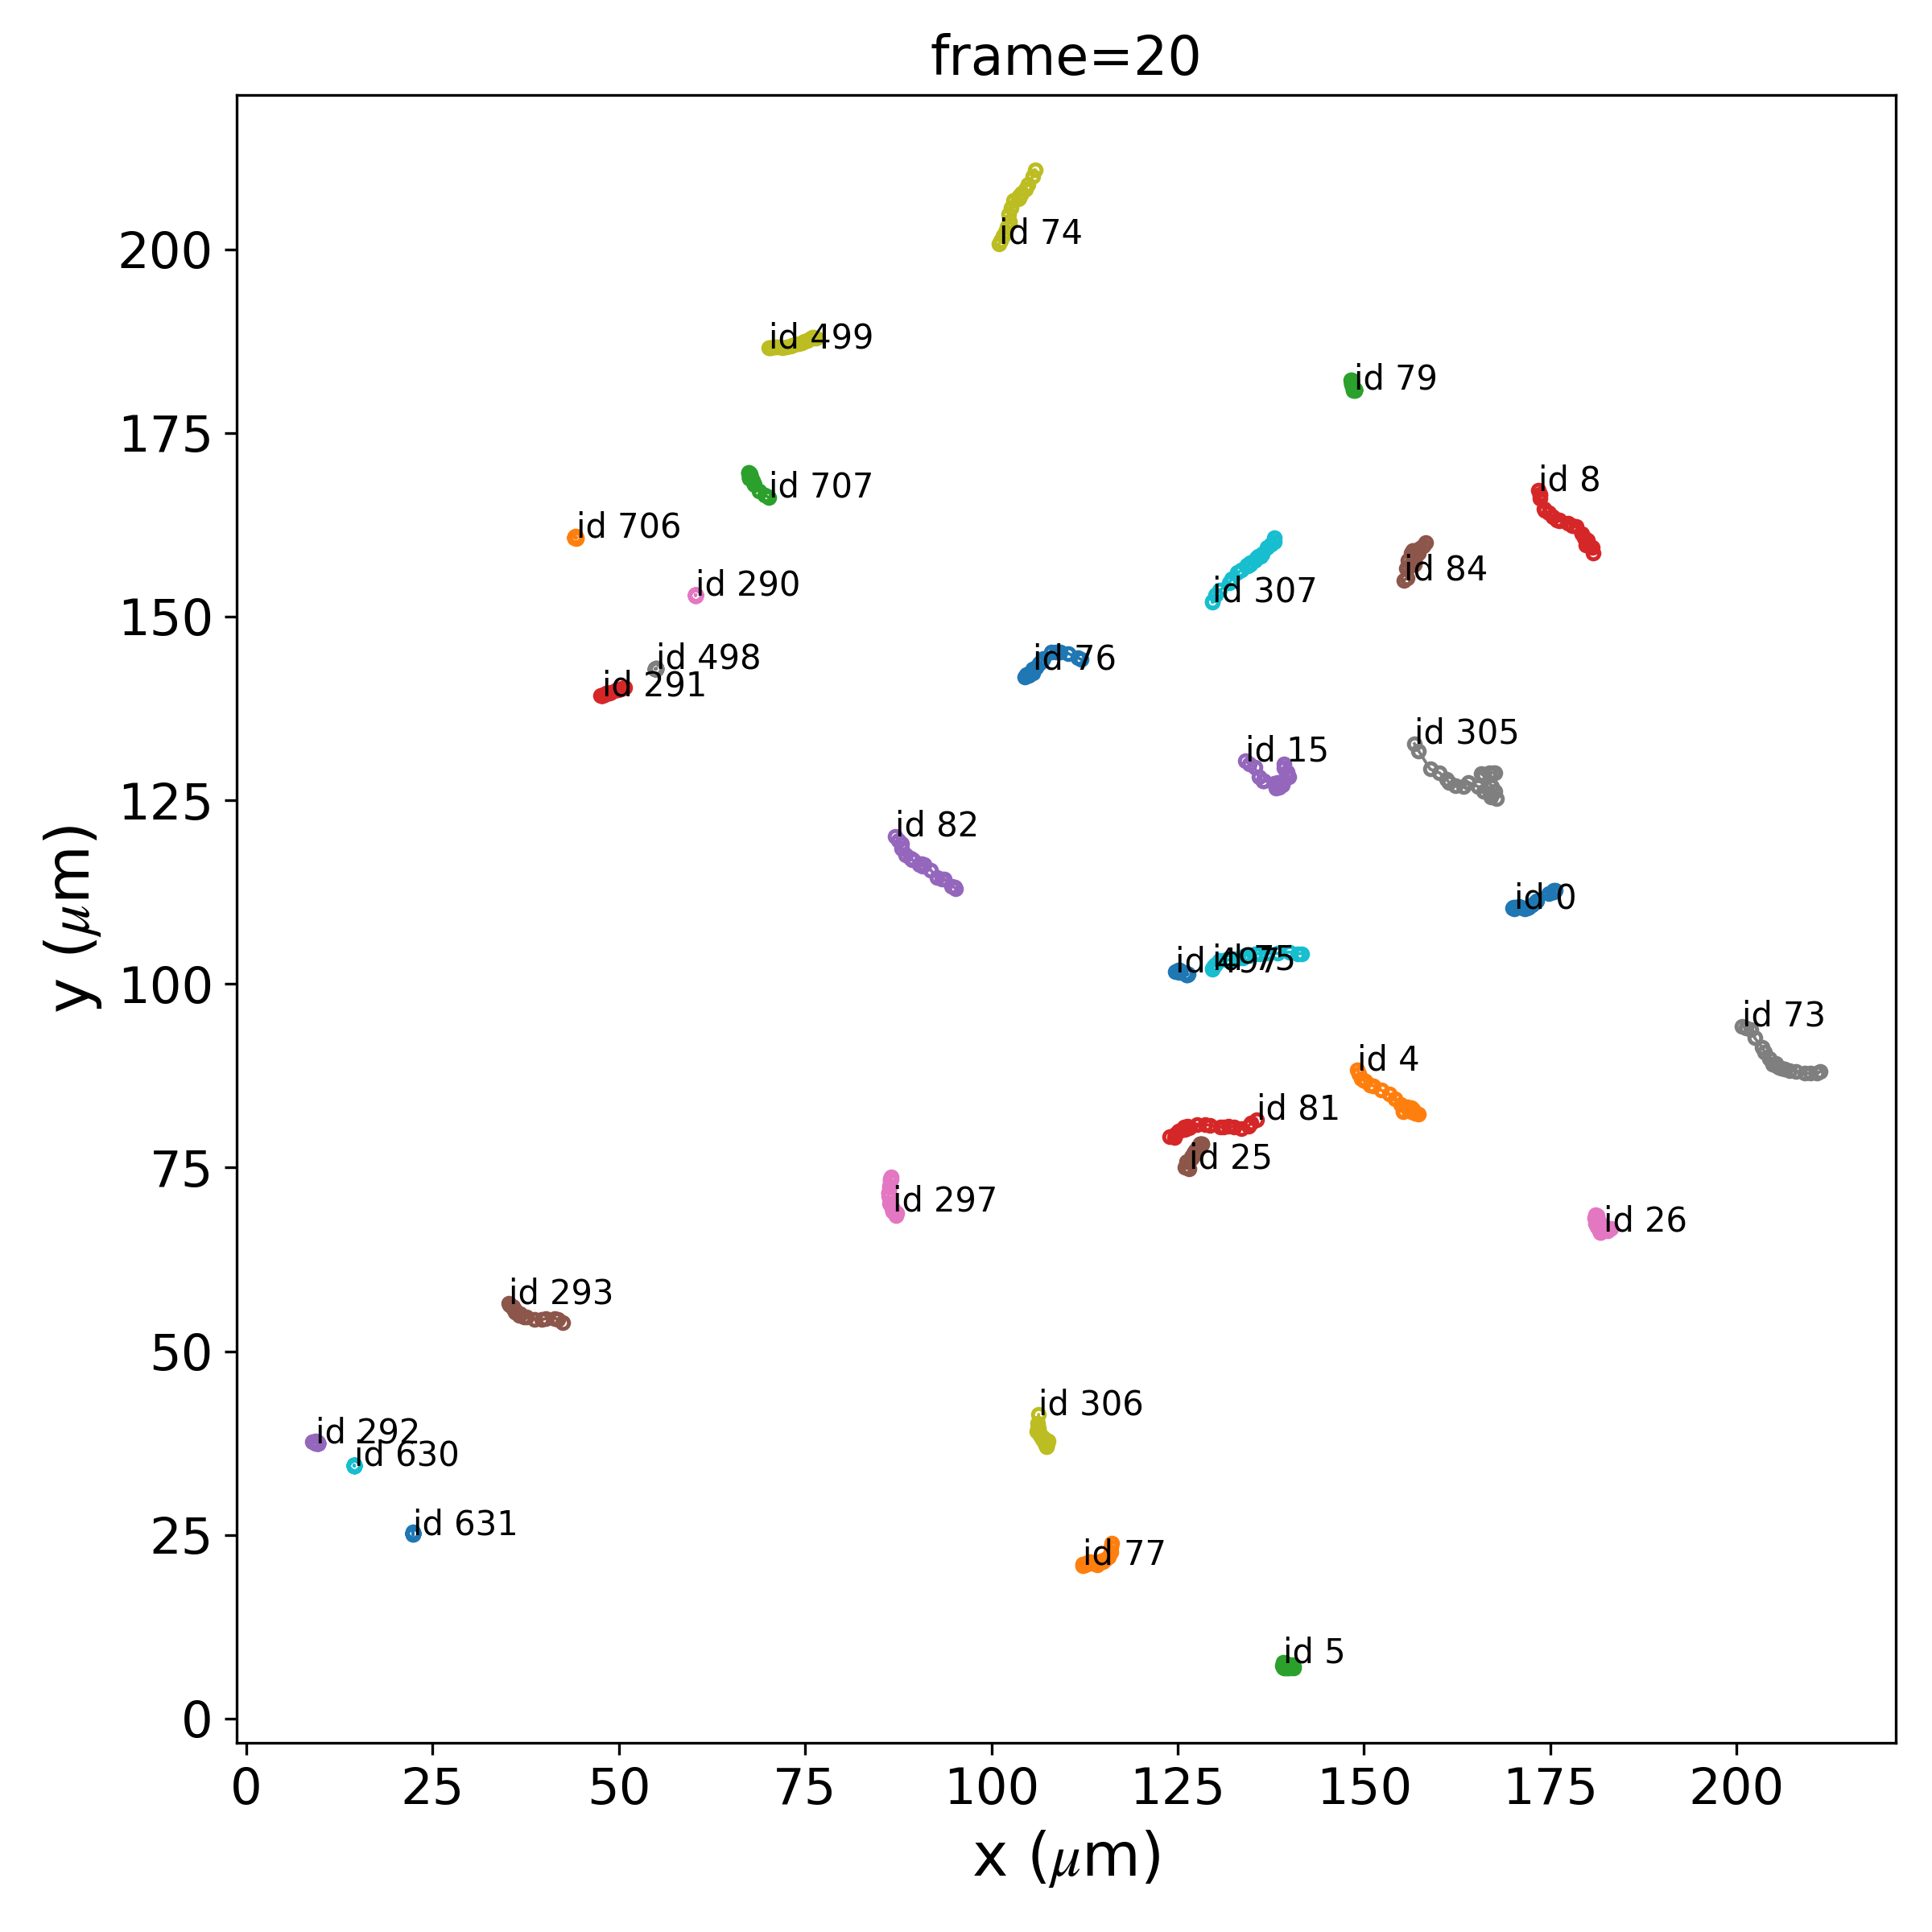 frame=20
id 74
200
id 499
id 79
175
id 8
id 707
id 706
id 84
id 290
id 307
150
id 498
id 76
id 291
id 305
id 15
125
id 82
id 0
id 497
id 75
100
id 73
id 4
id 81
75
id 25
id 297
id 26
id 293
50
id 306
id 292
id 630
25
id 631
id 77
id 5
0
y (μm)
0 25 50 75 100 125 150 175 200
x (μm)